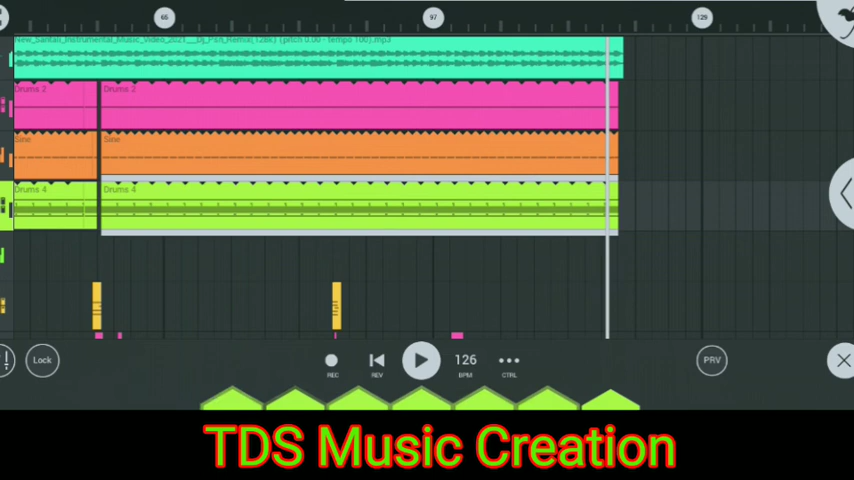 65 97 129
New_Santali_Instrumental_Music_Video_2021__Dj_Psn_Remix(128k) (pitch 0.00 - tempo 100).mp3
Drums 2 Drums 2
Sine Sine
Drums 4 Drums 4
Lock 126 PRV
REC REV BPM CTRL
TDS Music Creation